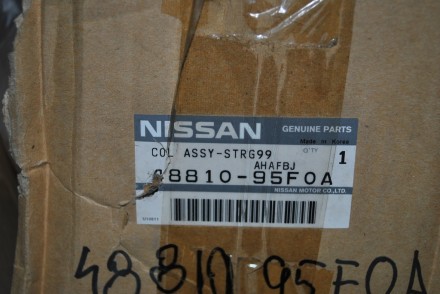 NISSAN
GENUINE PARTS
Made in Korea
COL ASSY-STRG99
Q'TY
1
AHAFBJ
48810-95F0A
NISSAN MOTOR CO.,LTD.
48810 95F0A